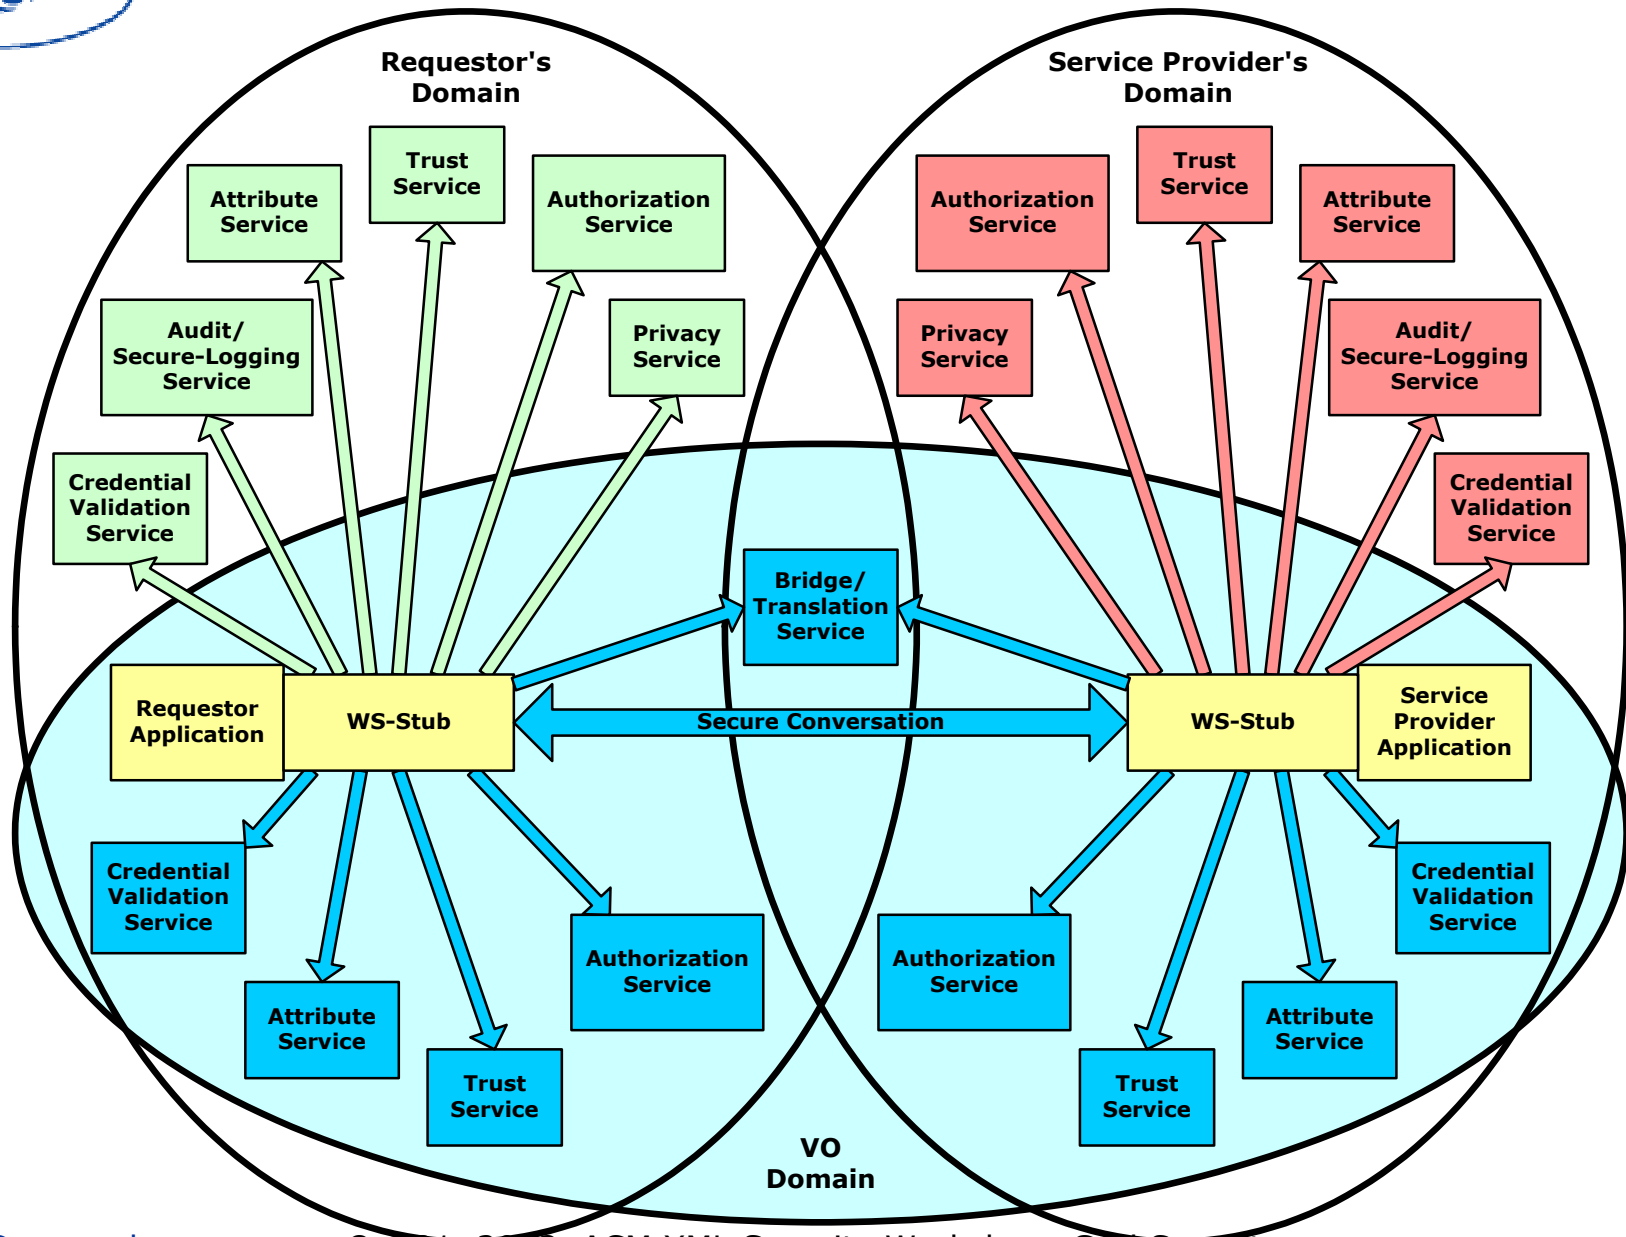 Requestor's
Domain
Service Provider's
Domain
Trust
Service
Attribute
Service
Authorization
Service
Audit/
Secure-Logging
Service
Privacy
Service
Credential
Validation
Service
Authorization
Service
Trust
Service
Attribute
Service
Privacy
Service
Audit/
Secure-Logging
Service
Credential
Validation
Service
Bridge/
Translation
Service
Requestor
Application
WS-Stub
Secure Conversation
WS-Stub
Service
Provider
Application
Credential
Validation
Service
Attribute
Service
Trust
Service
Authorization
Service
Authorization
Service
Trust
Service
Attribute
Service
Credential
Validation
Service
VO
Domain